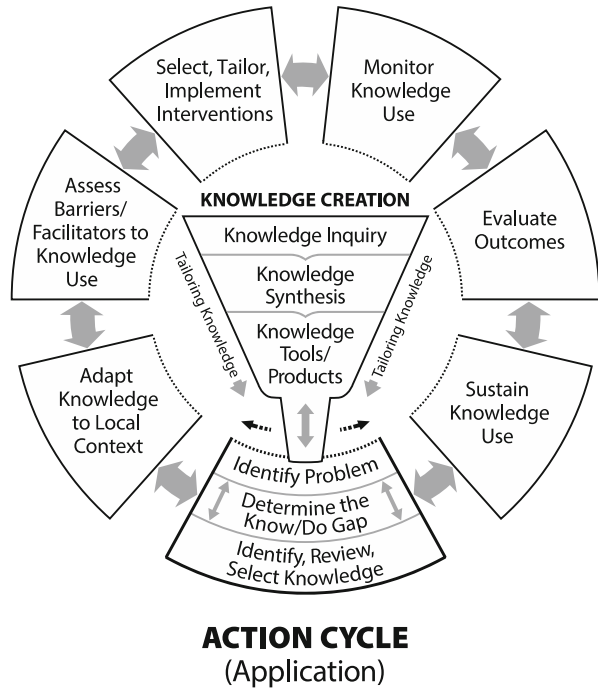 Select, Tailor,
Implement
Interventions
Monitor
Knowledge
Use
Assess
Barriers/
Facilitators to
Knowledge
Use
KNOWLEDGE CREATION
Knowledge Inquiry
Knowledge
Synthesis
Knowledge
Tools/
Products
Tailoring Knowledge
Tailoring Knowledge
Evaluate
Outcomes
Adapt
Knowledge
to Local
Context
Sustain
Knowledge
Use
Identify Problem
Determine the
Know/Do Gap
Identify, Review,
Select Knowledge
ACTION CYCLE
(Application)